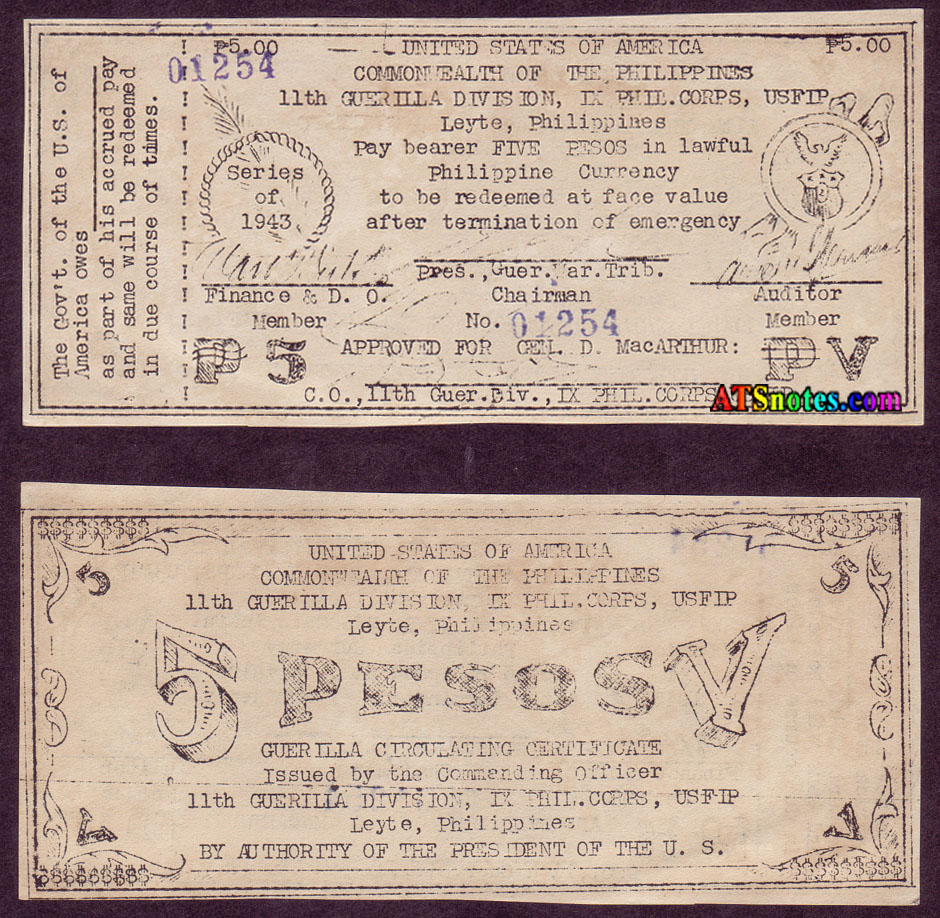 The Gov't. of the U.S. of
America owes
as part of his accrued pay
and same will be redeemed
in due course of times.
₱5.00
01254
UNITED STATES OF AMERICA
₱5.00
COMMONWEALTH OF THE PHILIPPINES
11th GUERILLA DIVISION, IX PHIL.CORPS, USFIP
Leyte, Philippines
Pay bearer FIVE PESOS in lawful
Philippine Currency
to be redeemed at face value
after termination of emergency
Series
of
1943
Pres.,Guer.War.Trib.
Finance & D. O.
Chairman
Auditor
Member
No. 01254
Member
P 5
APPROVED FOR GEN. D. MacARTHUR:
P V
C.O.,11th Guer.Div.,IX PHIL.CORPS
ATSnotes.com
$$$$$$$$$
$$$$$$$$$
UNITED STATES OF AMERICA
COMMONWEALTH OF THE PHILIPPINES
5
5
11th GUERILLA DIVISION, IX PHIL.CORPS, USFIP
Leyte, Philippines
5 PESOS V
GUERILLA CIRCULATING CERTIFICATE
Issued by the Commanding Officer
11th GUERILLA DIVISION, IX PHIL.CORPS, USFIP
Leyte, Philippines
V
V
BY AUTHORITY OF THE PRESIDENT OF THE U. S.
$$$$$$$$$
$$$$$$$$$